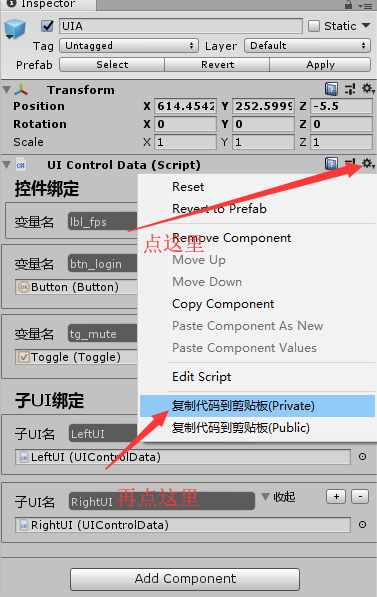 Inspector
UIA
Static
Tag Untagged Layer Default
Prefab Select Revert Apply
Transform
Position X 614.4542 Y 252.5999 Z -5.5
Rotation X 0 Y 0 Z 0
Scale X 1 Y 1 Z 1
UI Control Data (Script)
控件绑定
变量名 lbl_fps
点这里
变量名 btn_login
Button (Button)
变量名 tg_mute
Toggle (Toggle)
Reset
Revert to Prefab
Remove Component
Move Up
Move Down
Copy Component
Paste Component As New
Paste Component Values
Edit Script
复制代码到剪贴板(Private)
复制代码到剪贴板(Public)
子UI绑定
子UI名 LeftUI
LeftUI (UIControlData)
再点这里
子UI名 RightUI 收起 + -
RightUI (UIControlData)
Add Component